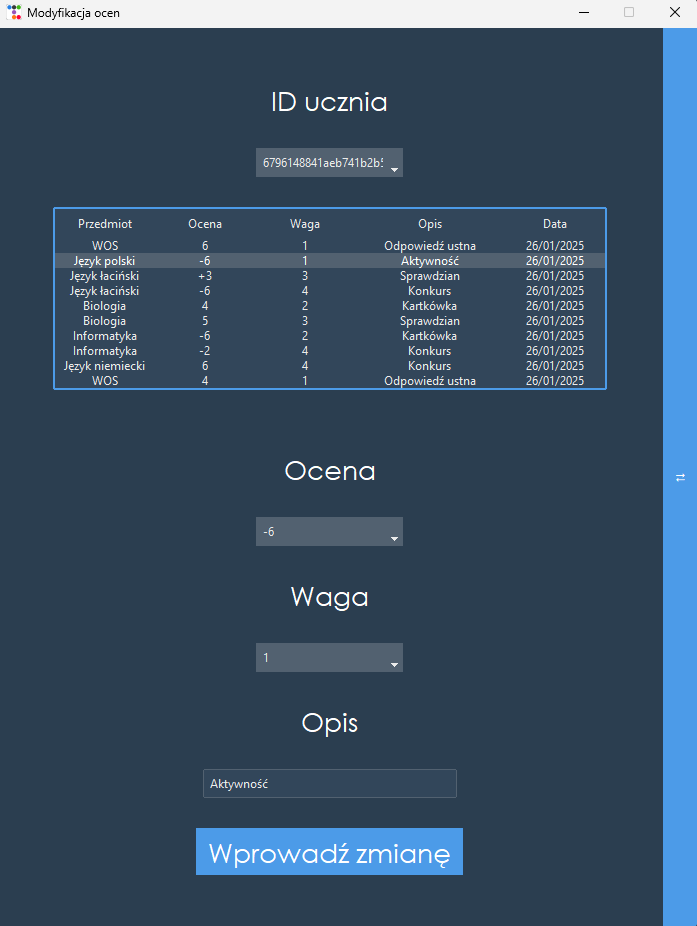 Modyfikacja ocen
ID ucznia
6796148841aeb741b2b5
Przedmiot Ocena Waga Opis Data
WOS 6 1 Odpowiedź ustna 26/01/2025
Język polski -6 1 Aktywność 26/01/2025
Język łaciński +3 3 Sprawdzian 26/01/2025
Język łaciński -6 4 Konkurs 26/01/2025
Biologia 4 2 Kartkówka 26/01/2025
Biologia 5 3 Sprawdzian 26/01/2025
Informatyka -6 2 Kartkówka 26/01/2025
Informatyka -2 4 Konkurs 26/01/2025
Język niemiecki 6 4 Konkurs 26/01/2025
WOS 4 1 Odpowiedź ustna 26/01/2025
Ocena
-6
Waga
1
Opis
Aktywność
Wprowadź zmianę